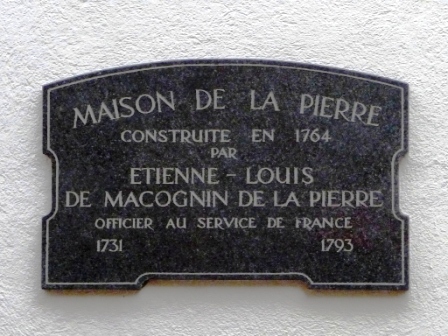 MAISON DE LA PIERRE
CONSTRUITE EN 1764
PAR
ETIENNE - LOUIS
DE MACOGNIN DE LA PIERRE
OFFICIER AU SERVICE DE FRANCE
1731 1793